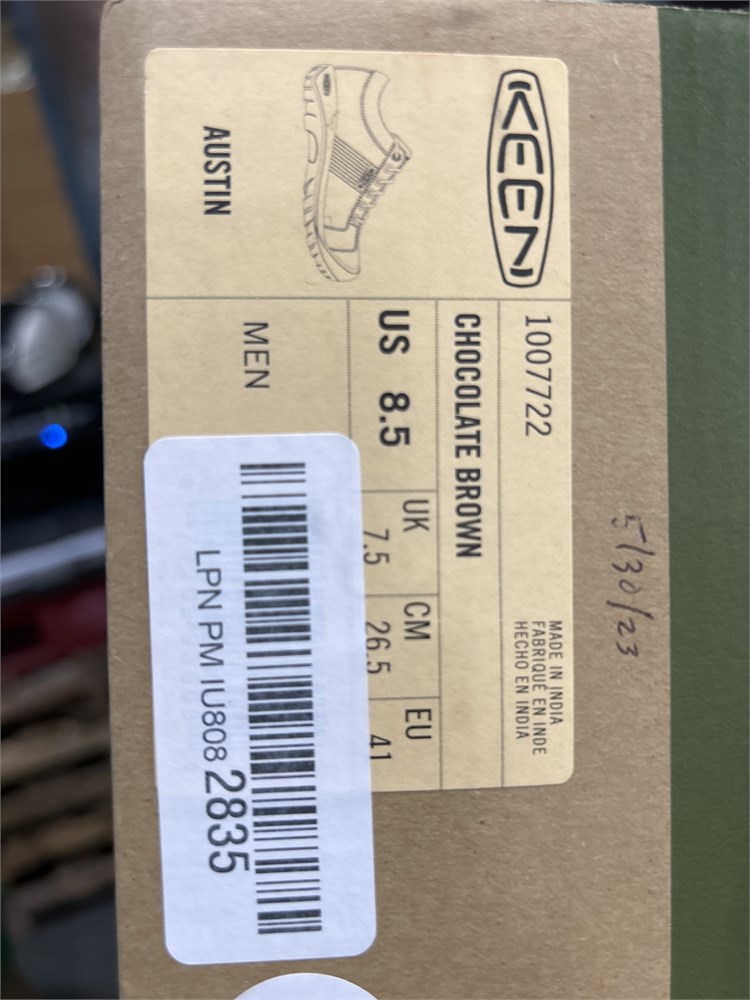 KEEN
AUSTIN
1007722
MADE IN INDIA
FABRIQUÉ EN INDE
HECHO EN INDIA
CHOCOLATE BROWN
US 8.5
UK 7.5
CM 26.5
EU 41
MEN
LPN PM IU808 2835
5/30/23